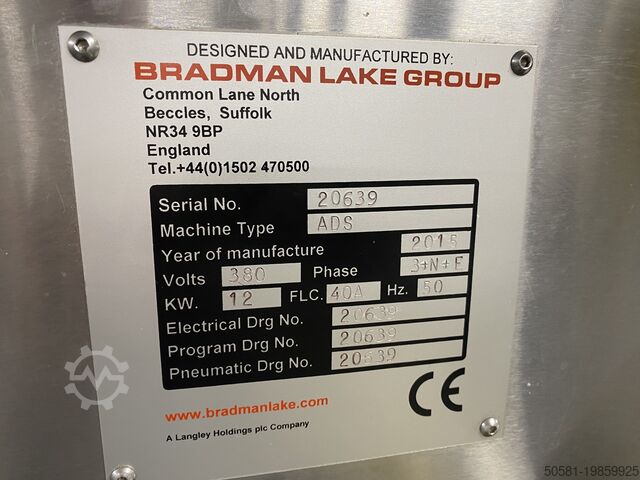 DESIGNED AND MANUFACTURED BY:
BRADMAN LAKE GROUP
Common Lane North
Beccles, Suffolk
NR34 9BP
England
Tel.+44(0)1502 470500
Serial No. 20639
Machine Type ADS
Year of manufacture 2015
Volts 380 Phase 3+N+E
KW. 12 FLC. 40A Hz. 50
Electrical Drg No. 20639
Program Drg No. 20639
Pneumatic Drg No. 20639
www.bradmanlake.com
A Langley Holdings plc Company
CE
50581-19859925